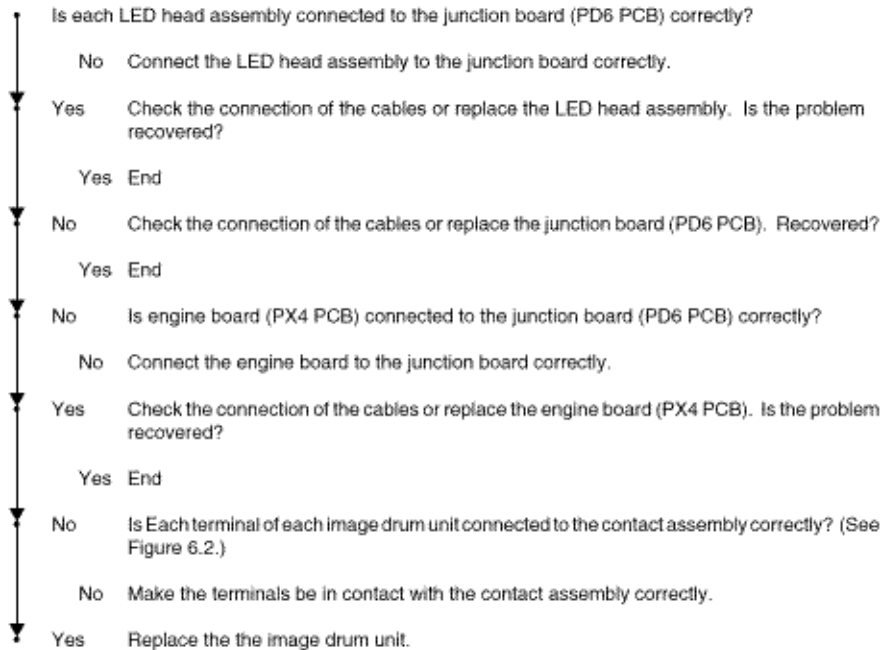 Is each LED head assembly connected to the junction board (PD6 PCB) correctly?
No Connect the LED head assembly to the junction board correctly.
Yes Check the connection of the cables or replace the LED head assembly. Is the problem
recovered?
Yes End
No Check the connection of the cables or replace the junction board (PD6 PCB). Recovered?
Yes End
No Is engine board (PX4 PCB) connected to the junction board (PD6 PCB) correctly?
No Connect the engine board to the junction board correctly.
Yes Check the connection of the cables or replace the engine board (PX4 PCB). Is the problem
recovered?
Yes End
No Is Each terminal of each image drum unit connected to the contact assembly correctly? (See
Figure 6.2.)
No Make the terminals be in contact with the contact assembly correctly.
Yes Replace the the image drum unit.